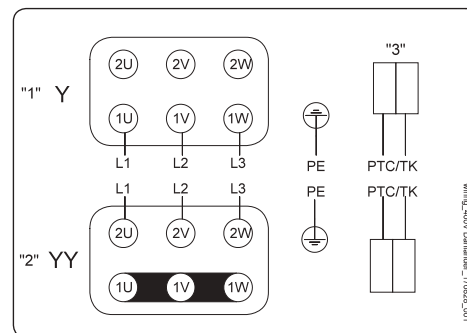 "3"
2U 2V 2W
"1" Y
1U 1V 1W
L1 L2 L3 PE PTC/TK
L1 L2 L3 PE PTC/TK
2U 2V 2W
"2" YY
1U 1V 1W